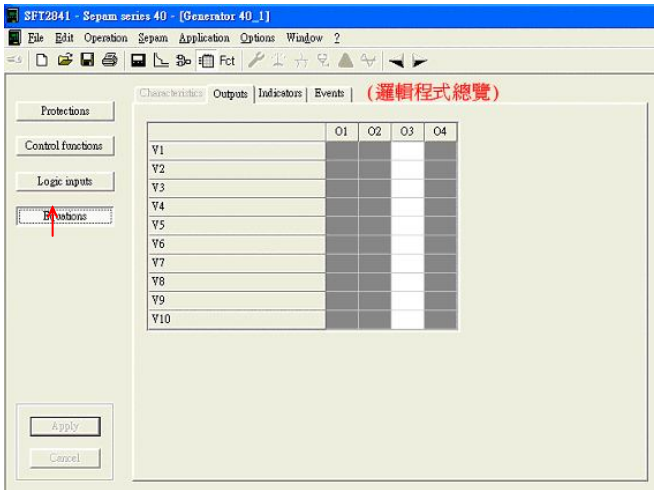 SFT2841 - Sepam series 40 - [Generator 40_1]
File Edit Operation Sepam Application Options Window ?
Fct
Characteristics Outputs Indicators Events (邏輯程式總覽)
Protections
Control functions
Logic inputs
Equations
O1 O2 O3 O4
V1
V2
V3
V4
V5
V6
V7
V8
V9
V10
Apply
Cancel